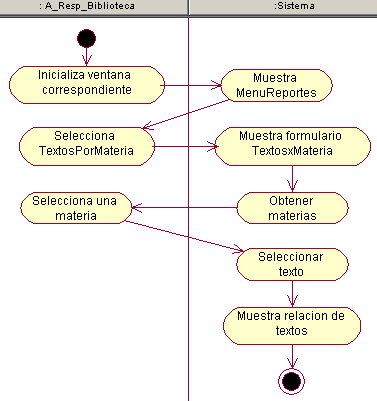 : A_Resp_Biblioteca
:Sistema
Inicializa ventana
correspondiente
Muestra
MenuReportes
Selecciona
TextosPorMateria
Muestra formulario
TextosxMateria
Selecciona una
materia
Obtener
materias
Seleccionar
texto
Muestra relacion de
textos